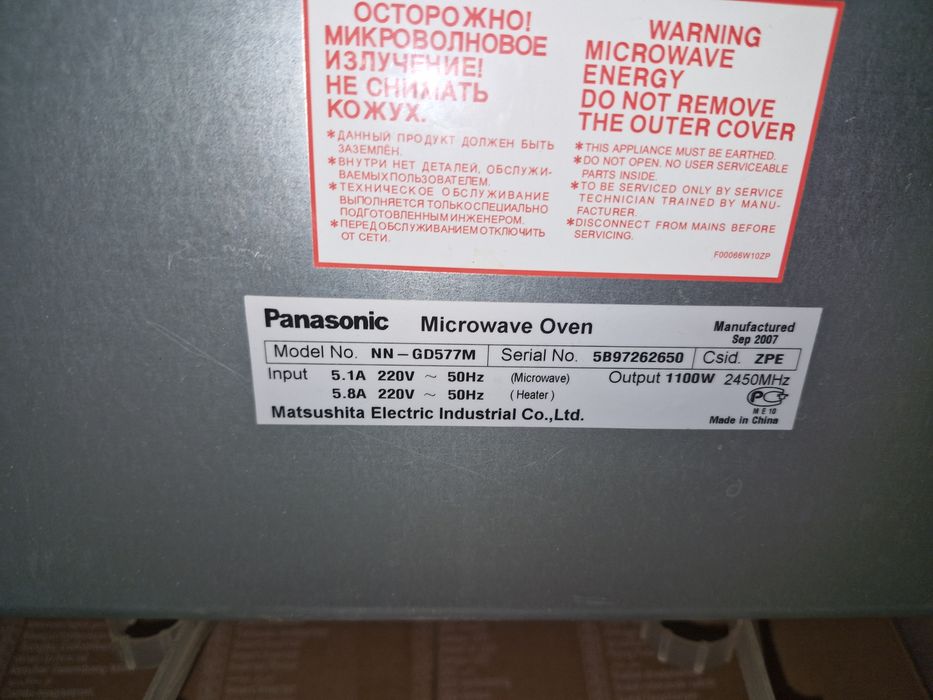 ОСТОРОЖНО!
МИКРОВОЛНОВОЕ
ИЗЛУЧЕНИЕ!
НЕ СНИМАТЬ
КОЖУХ.
*ДАННЫЙ ПРОДУКТ ДОЛЖЕН БЫТЬ
ЗАЗЕМЛЁН.
*ВНУТРИ НЕТ ДЕТАЛЕЙ, ОБСЛУЖИ-
ВАЕМЫХ ПОЛЬЗОВАТЕЛЕМ.
*ТЕХНИЧЕСКОЕ ОБСЛУЖИВАНИЕ
ВЫПОЛНЯЕТСЯ ТОЛЬКО СПЕЦИАЛЬНО
ПОДГОТОВЛЕННЫМ ИНЖЕНЕРОМ.
*ПЕРЕД ОБСЛУЖИВАНИЕМ ОТКЛЮЧИТЬ
ОТ СЕТИ.
WARNING
MICROWAVE
ENERGY
DO NOT REMOVE
THE OUTER COVER
*THIS APPLIANCE MUST BE EARTHED.
*DO NOT OPEN. NO USER SERVICEABLE
PARTS INSIDE.
*TO BE SERVICED ONLY BY SERVICE
TECHNICIAN TRAINED BY MANU-
FACTURER.
*DISCONNECT FROM MAINS BEFORE
SERVICING.
F00066W10ZP
Panasonic Microwave Oven Manufactured
Sep 2007
Model No. NN-GD577M Serial No. 5B97262650 Csid. ZPE
Input 5.1A 220V ~ 50Hz (Microwave) Output 1100W 2450MHz
5.8A 220V ~ 50Hz (Heater)
PC
ME10
Matsushita Electric Industrial Co.,Ltd. Made in China